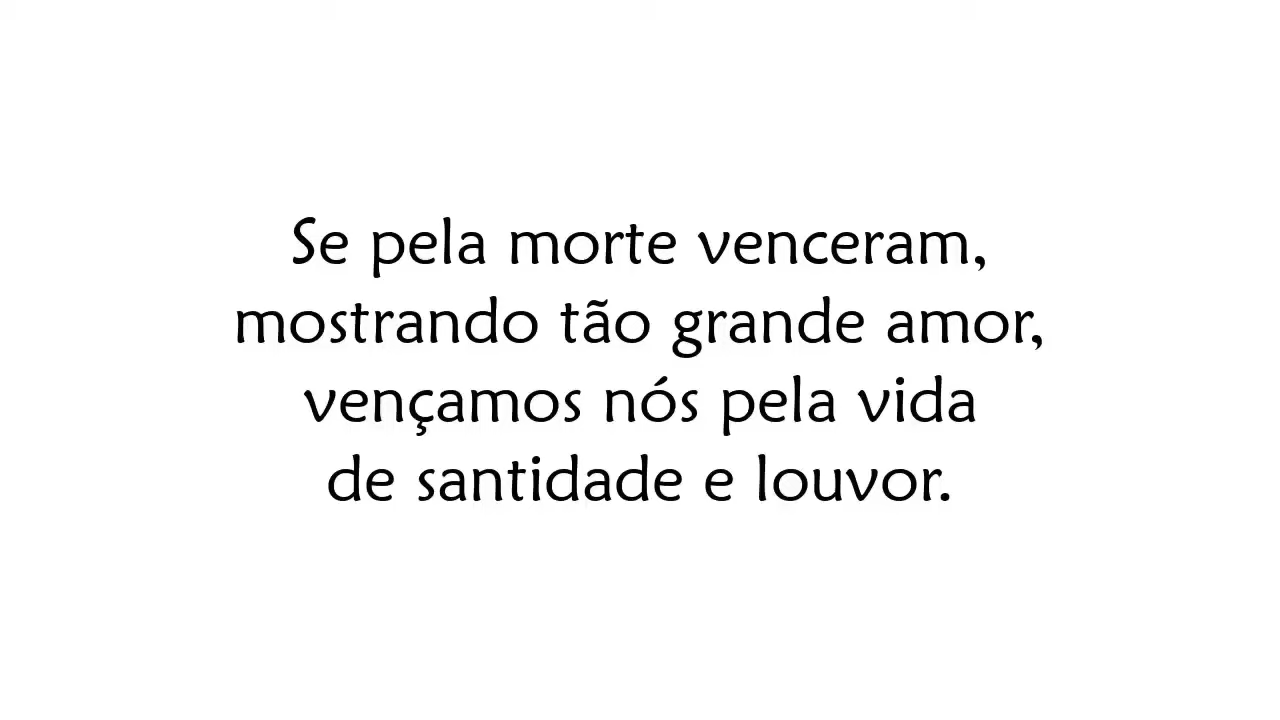 Se pela morte venceram,
mostrando tão grande amor,
vençamos nós pela vida
de santidade e louvor.